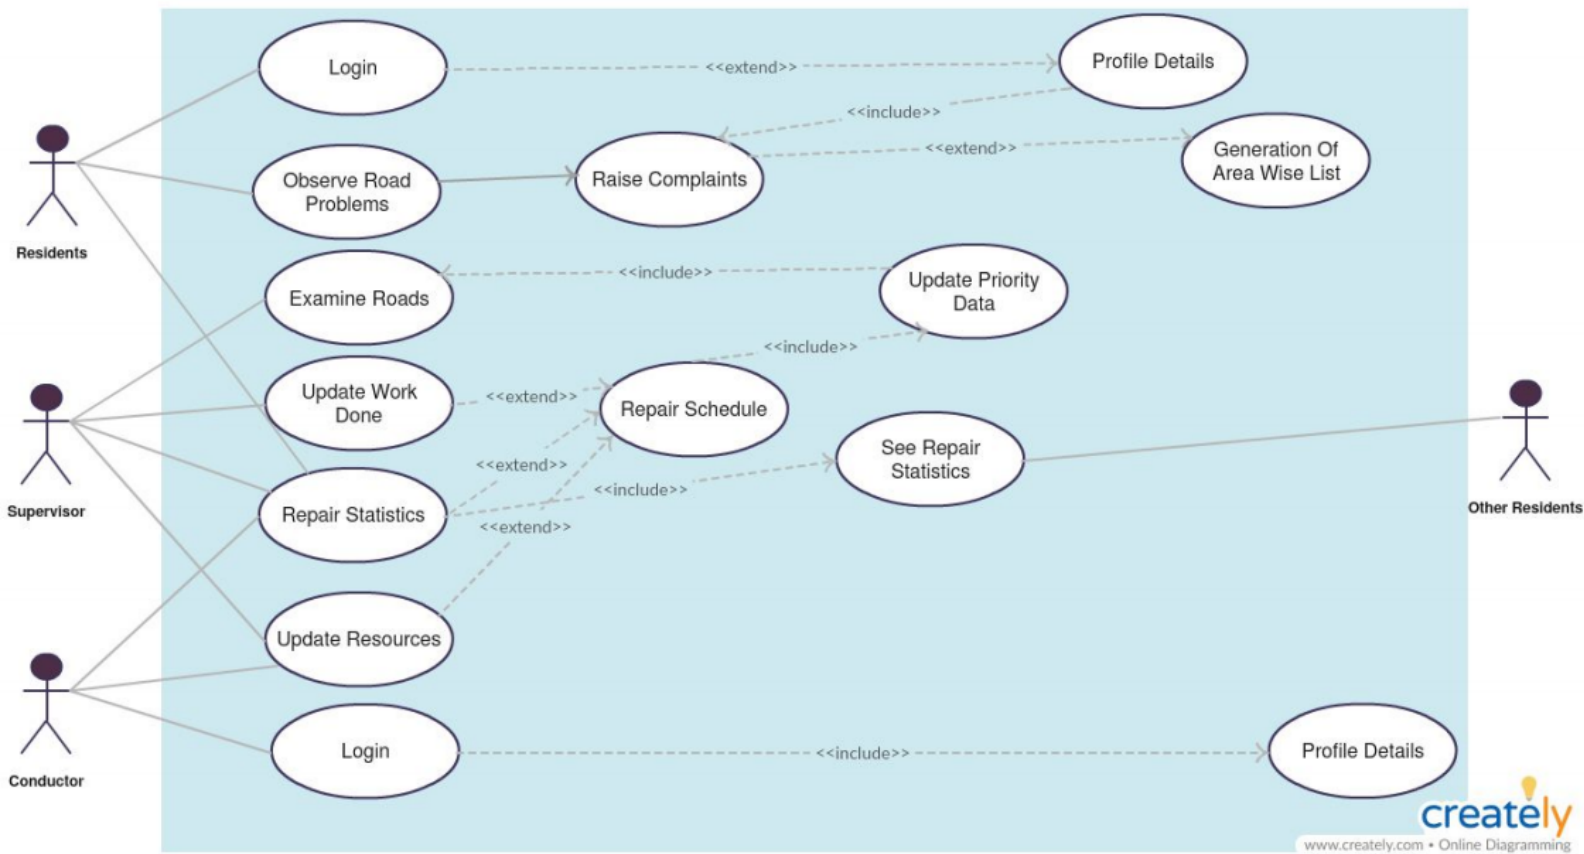 Login
<<extend>>
Profile Details
<<include>>
Observe Road
Problems
Raise Complaints
<<extend>>
Generation Of
Area Wise List
Residents
Examine Roads
<<include>>
Update Priority
Data
<<include>>
Update Work
Done
<<extend>>
Repair Schedule
<<extend>>
See Repair
Statistics
<<include>>
Supervisor
Other Residents
Repair Statistics
<<extend>>
Update Resources
Login
<<include>>
Profile Details
Conductor
creately
www.creately.com • Online Diagramming